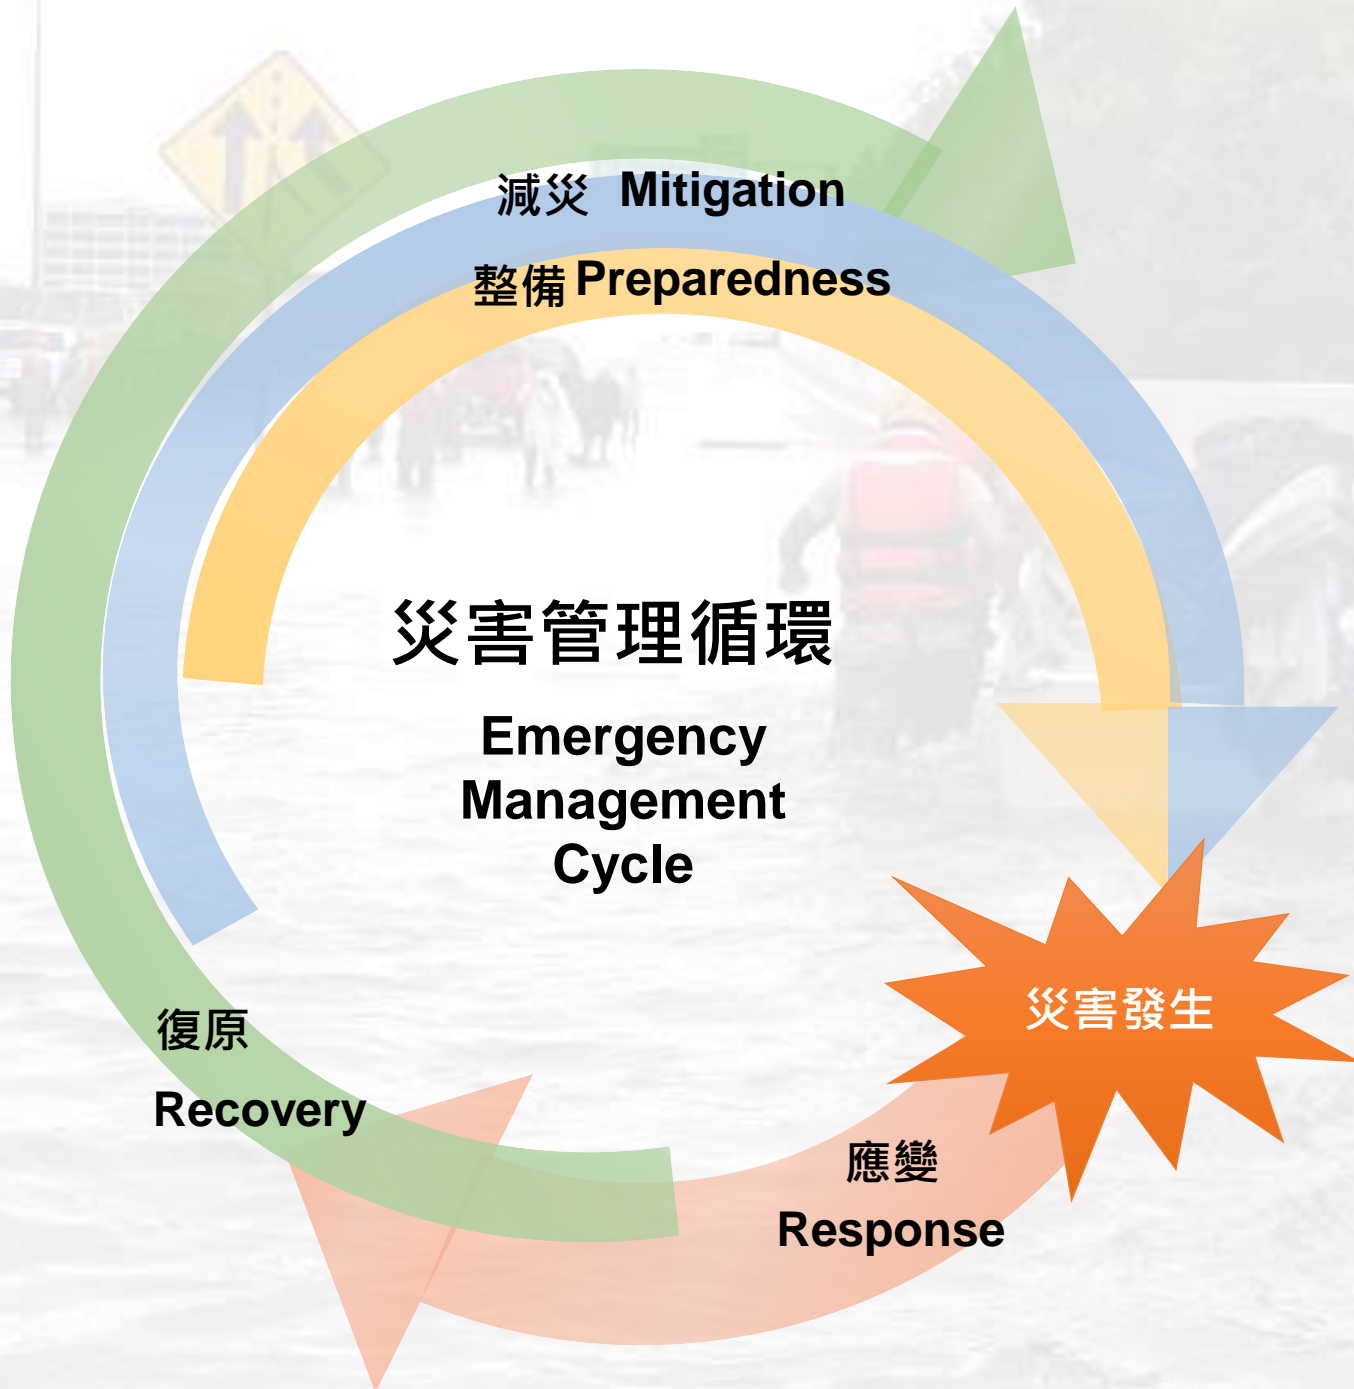 減災 Mitigation
整備 Preparedness
災害管理循環
Emergency
Management
Cycle
災害發生
復原
Recovery
應變
Response